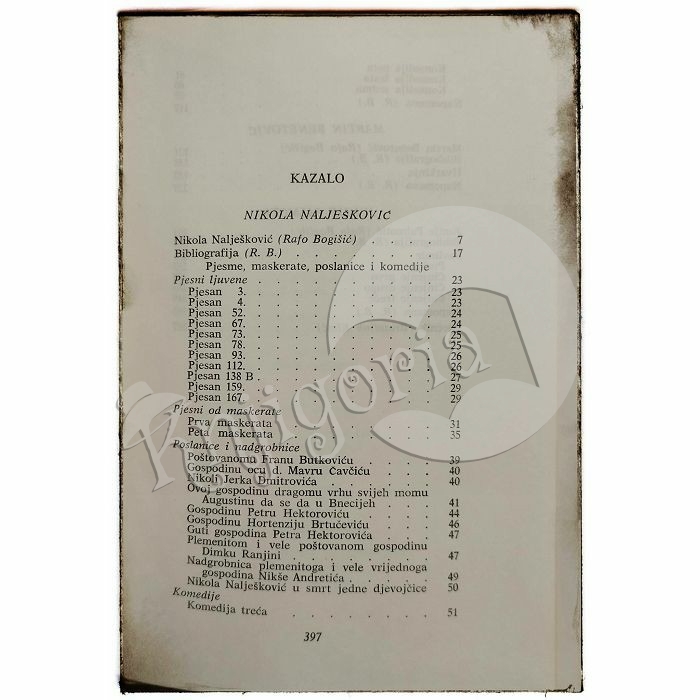 KAZALO
NIKOLA NALJEŠKOVIĆ
Nikola Nalješković (Rafo Bogišić) . . . . . 7
Bibliografija (R. B.) . . . . . . . . . 17
Pjesme, maskerate, poslanice i komedije
Pjesni ljuvene . . . . . . . . . . . 23
Pjesan 3. . . . . . . . . . . . 23
Pjesan 4. . . . . . . . . . . . 23
Pjesan 52. . . . . . . . . . . . 24
Pjesan 67. . . . . . . . . . . . 24
Pjesan 73. . . . . . . . . . . . 25
Pjesan 78. . . . . . . . . . . . 25
Pjesan 93. . . . . . . . . . . . 26
Pjesan 112. . . . . . . . . . . . 26
Pjesan 138 B . . . . . . . . . . . 27
Pjesan 159. . . . . . . . . . . . 29
Pjesan 167. . . . . . . . . . . . 29
Pjesni od maskerate
Prva maskerata . . . . . . . . . . 31
Peta maskerata . . . . . . . . . . 35
Poslanice i nadgrobnice
Poštovanomu Franu Butkoviću . . . . . 39
Gospodinu ocu d. Mavru Čavčiću . . . . 40
Nikoli Jerka Dmitrovića . . . . . . . 40
Ovoj gospodinu dragomu vrhu svijeh momu
Augustinu da se da u Bnecijeh . . . . 41
Gospodinu Petru Hektoroviću . . . . . 44
Gospodinu Hortenziju Brtučeviću . . . . 46
Guti gospodina Petra Hektorovića . . . . 47
Plemenitom i vele poštovanom gospodinu
Dimku Ranjini . . . . . . . . . 47
Nadgrobnica plemenitoga i vele vrijednoga
gospodina Nikše Andretića . . . . . 49
Nikola Nalješković u smrt jedne djevojčice 50
Komedije
Komedija treća . . . . . . . . . . 51
397
Knjigoria